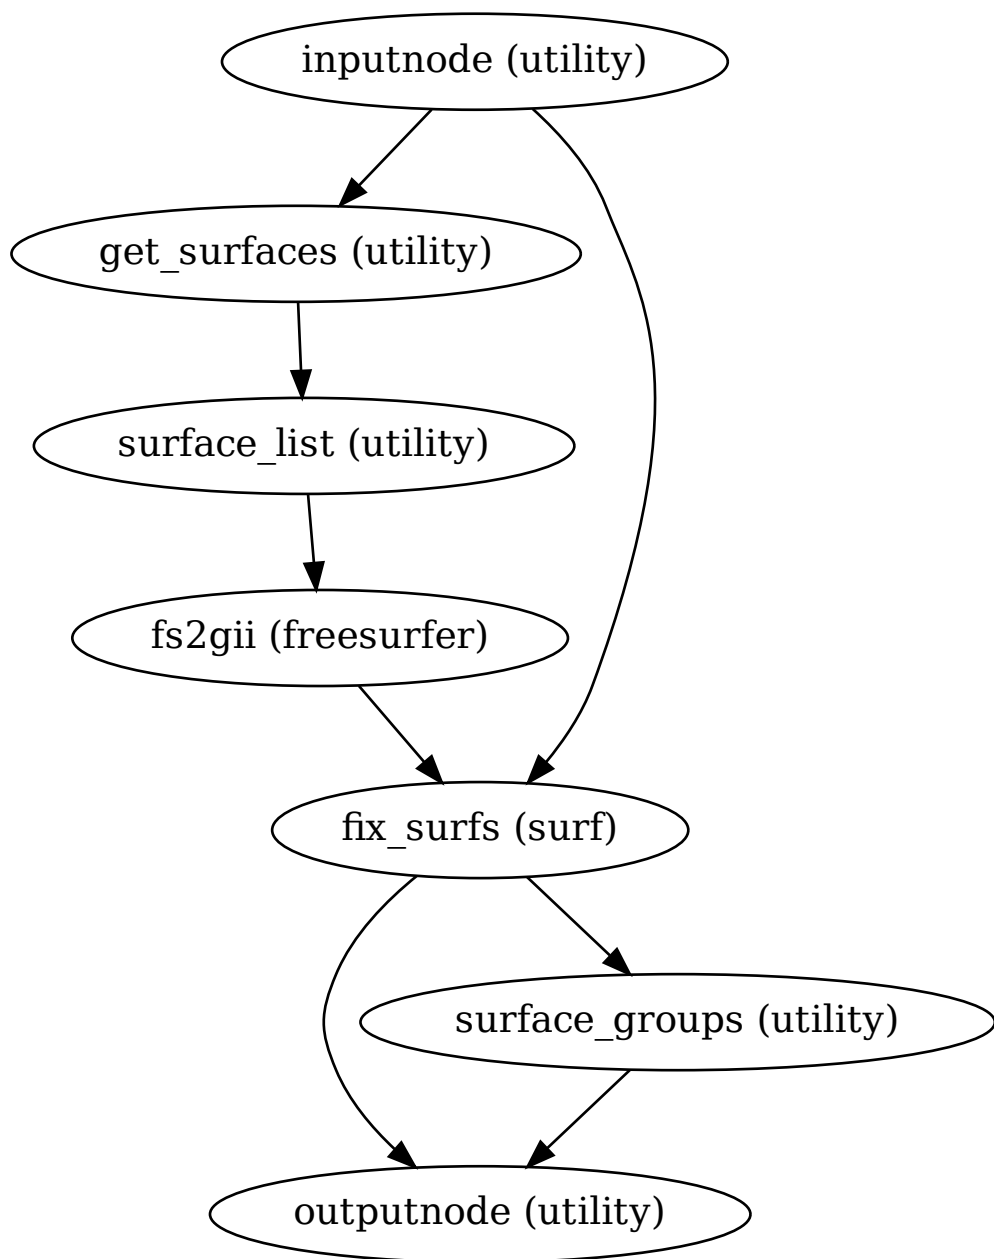 inputnode (utility)
get_surfaces (utility)
surface_list (utility)
fs2gii (freesurfer)
fix_surfs (surf)
surface_groups (utility)
outputnode (utility)